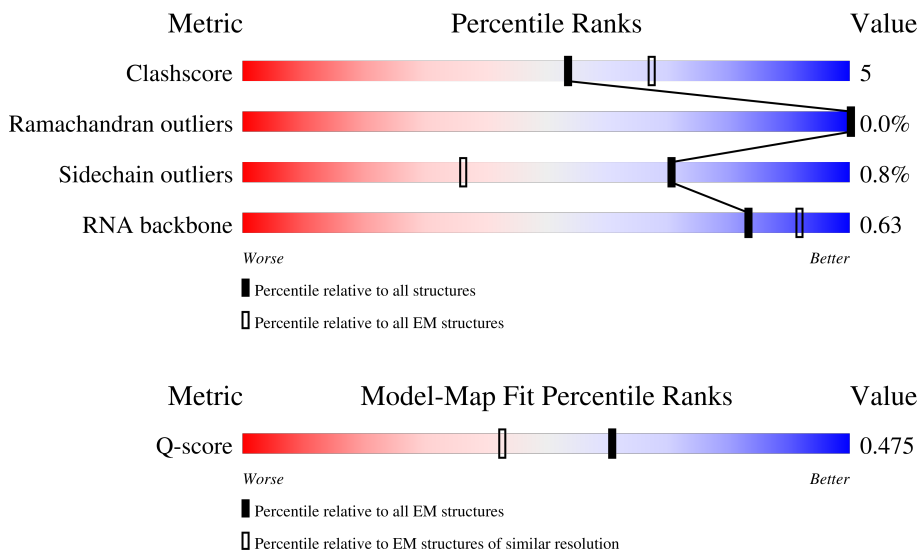 Metric Percentile Ranks Value
Clashscore 5
Ramachandran outliers 0.0%
Sidechain outliers 0.8%
RNA backbone 0.63
Worse Better
Percentile relative to all structures
Percentile relative to all EM structures
Metric Model-Map Fit Percentile Ranks Value
Q-score 0.475
Worse Better
Percentile relative to all EM structures
Percentile relative to EM structures of similar resolution